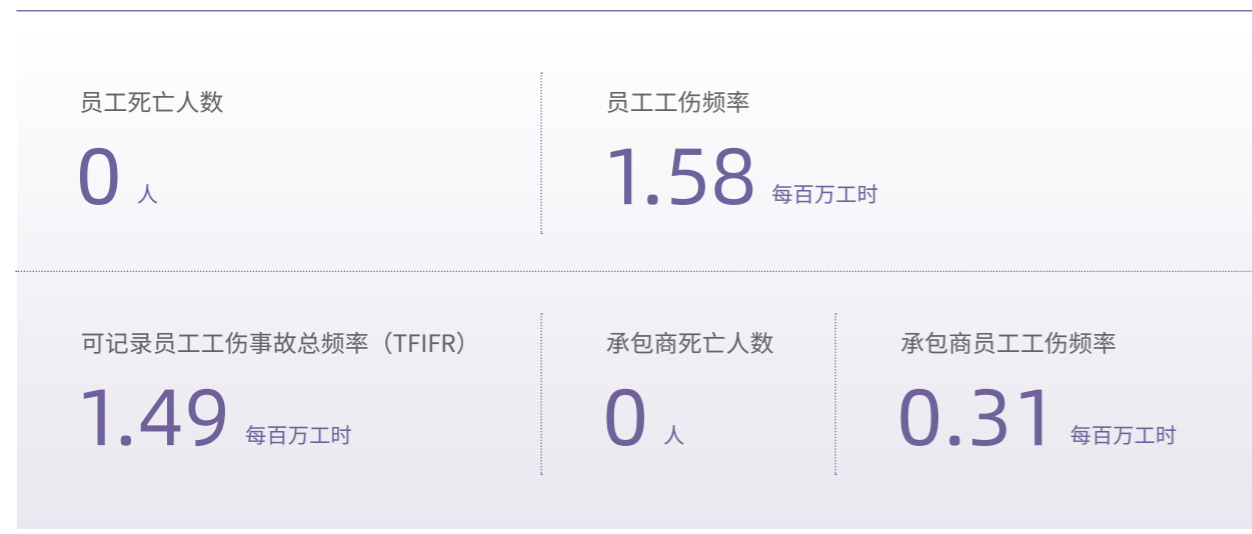 员工死亡人数
0 人
员工工伤频率
1.58 每百万工时
可记录员工工伤事故总频率（TFIFR）
1.49 每百万工时
承包商死亡人数
0 人
承包商员工工伤频率
0.31 每百万工时